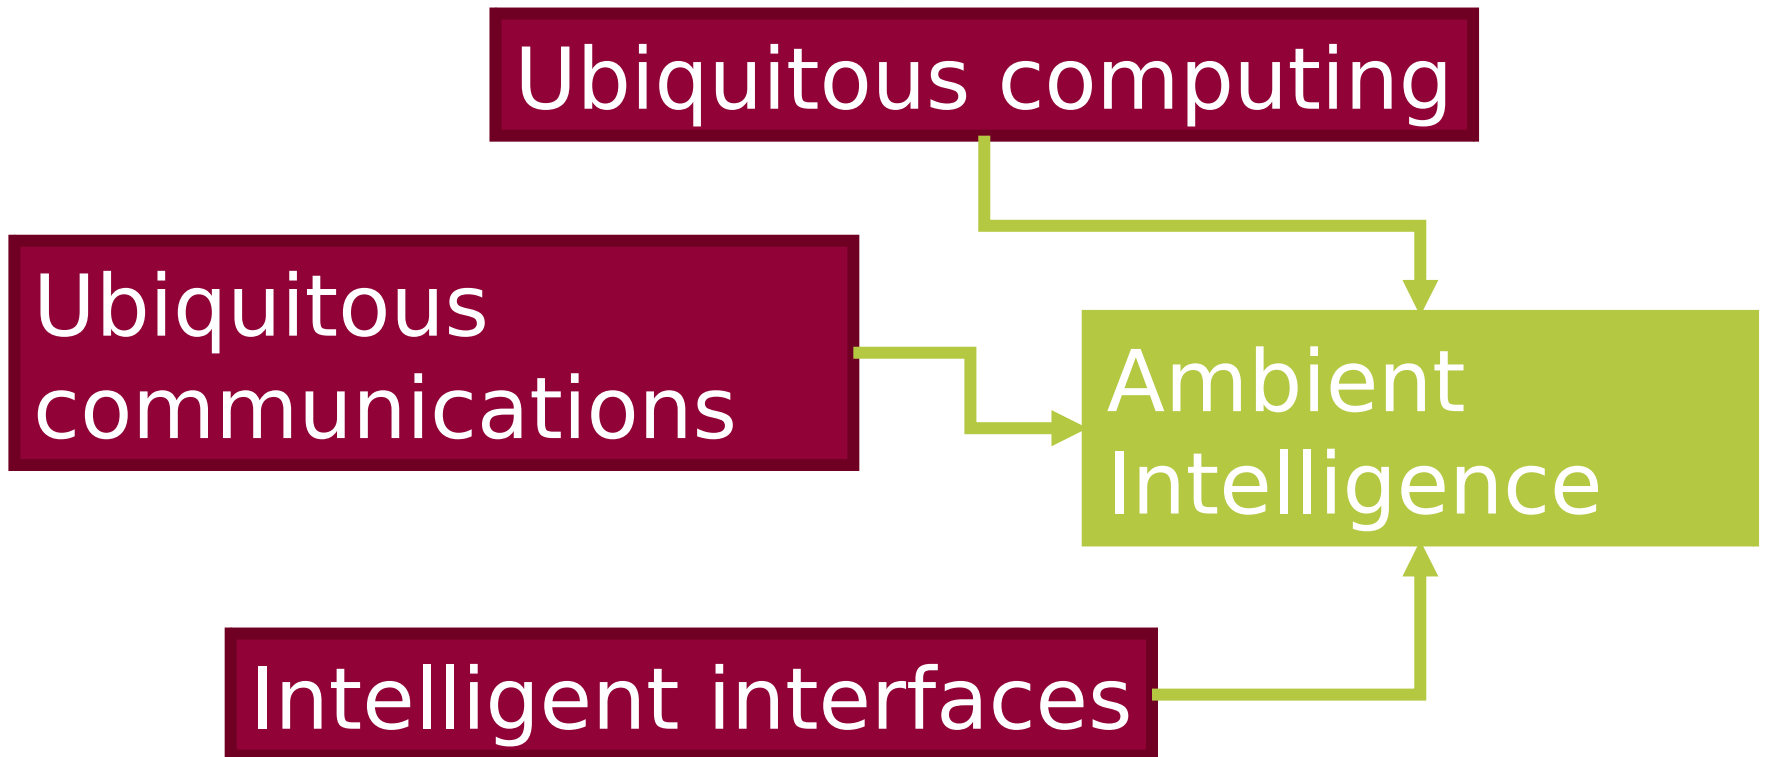 Ubiquitous computing
Ubiquitous
communications
Ambient
Intelligence
Intelligent interfaces